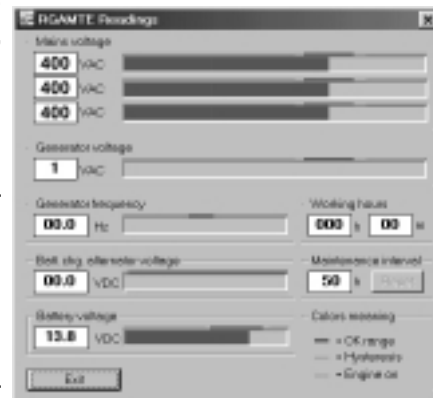 RGAMTE Readings
Mains voltage
400 VAC
400 VAC
400 VAC
Generator voltage
1 VAC
Generator frequency
00.0 Hz
Working hours
000 h 00 m
Batt. chg. alternator voltage
00.0 VDC
Maintenance interval
50 h Reset
Battery voltage
13.8 VDC
Colors meaning
= OK range
= Hysteresis
= Engine on
Exit